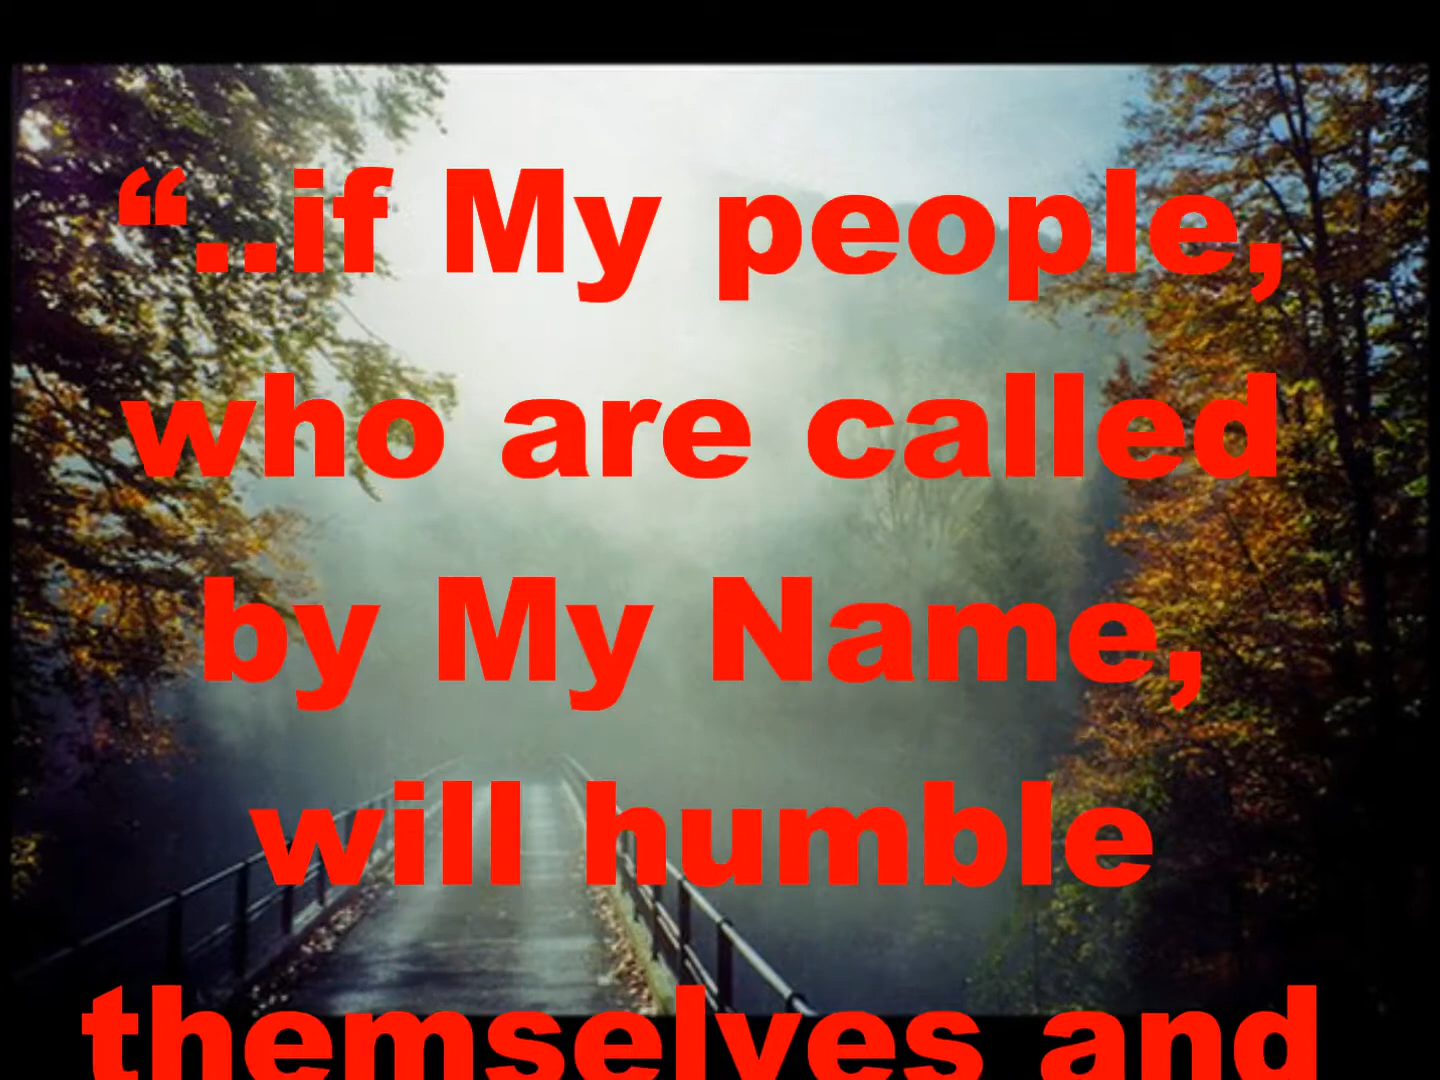 “..if My people,
who are called
by My Name,
will humble
themselves and